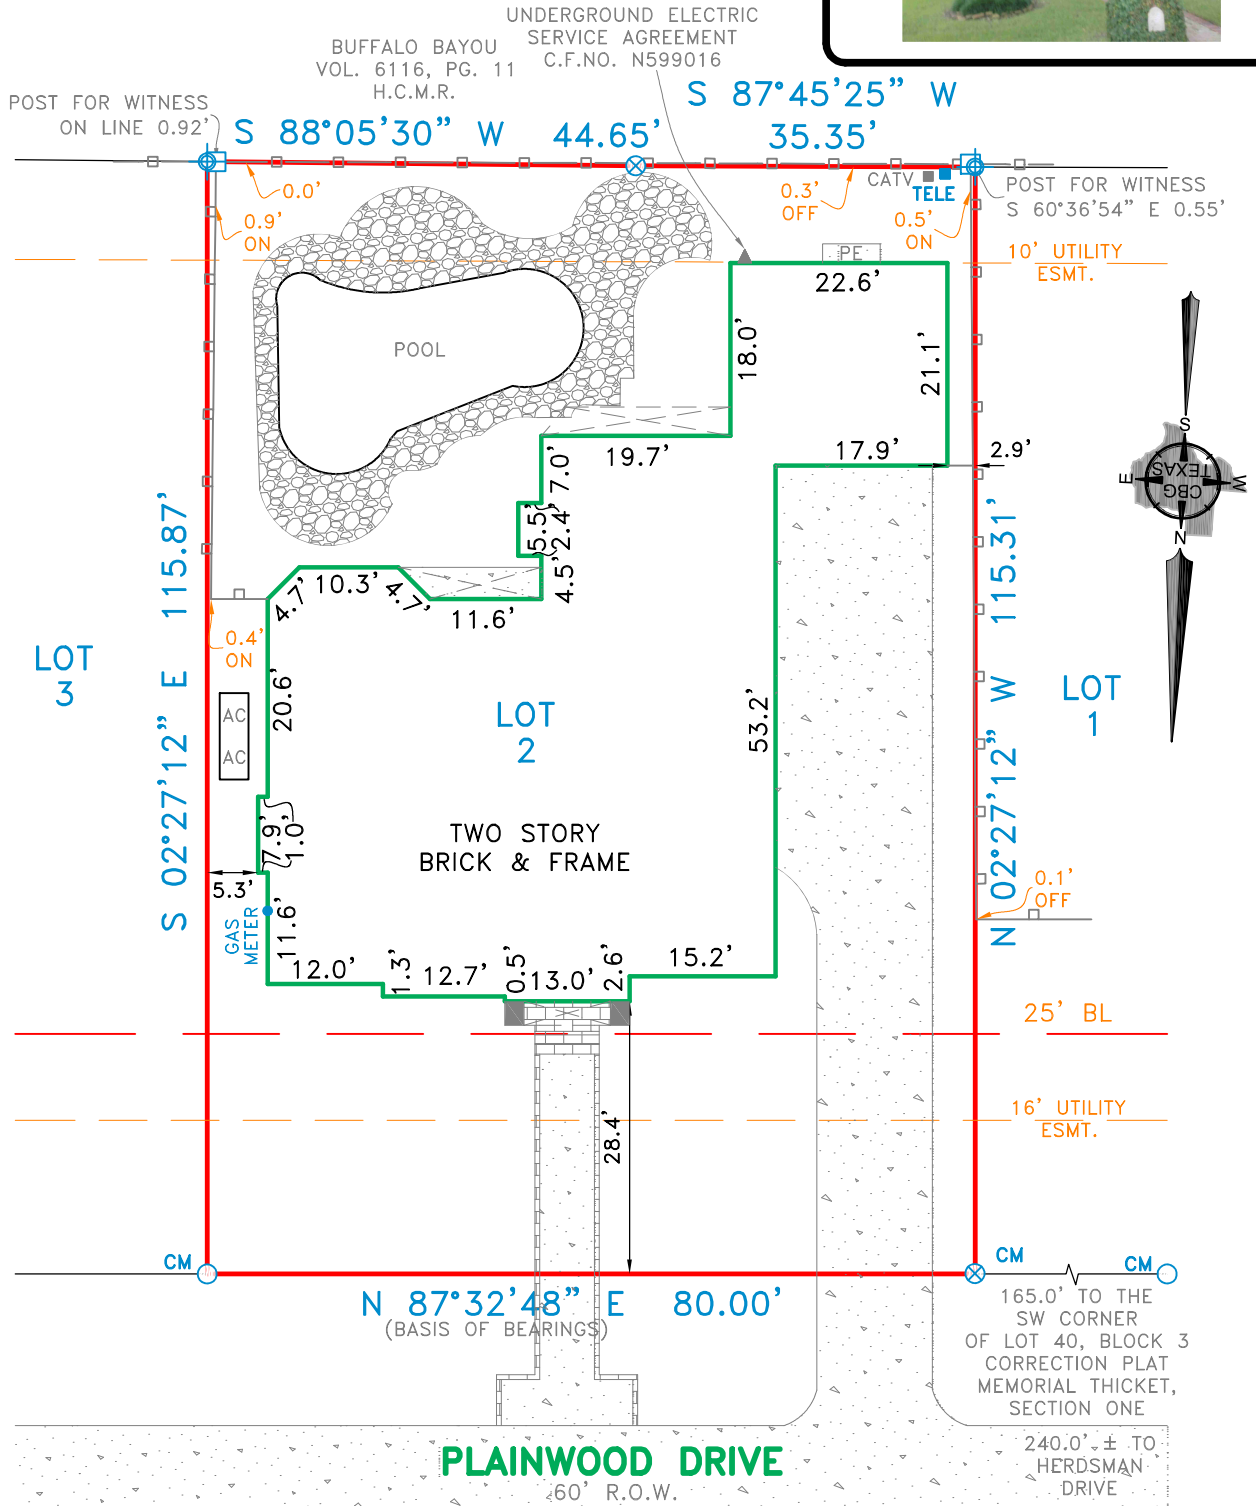 UNDERGROUND ELECTRIC
SERVICE AGREEMENT
C.F.NO. N599016
BUFFALO BAYOU
VOL. 6116, PG. 11
H.C.M.R.
POST FOR WITNESS
ON LINE 0.92'
S 88°05'30" W 44.65'
S 87°45'25" W
35.35'
0.0'
0.9'
ON
0.3'
OFF
CATV
TELE
0.5'
ON
POST FOR WITNESS
S 60°36'54" E 0.55'
10' UTILITY
ESMT.
PE
22.6'
18.0'
21.1'
POOL
19.7'
17.9'
2.9'
7.0'
5.5'
2.4'
4.5'
S
E
W
N
CBG
TEXAS
4.7'
10.3'
4.7'
11.6'
S 02°27'12" E 115.87'
N 02°27'12" W 115.31'
0.4'
ON
LOT
3
LOT
2
LOT
1
20.6'
AC
AC
53.2'
7.9'
1.0'
TWO STORY
BRICK & FRAME
5.3'
GAS
METER
11.6'
0.1'
OFF
12.0'
1.3'
12.7'
0.5'
13.0'
2.6'
15.2'
25' BL
28.4'
16' UTILITY
ESMT.
CM
CM
CM
N 87°32'48" E 80.00'
(BASIS OF BEARINGS)
165.0' TO THE
SW CORNER
OF LOT 40, BLOCK 3
CORRECTION PLAT
MEMORIAL THICKET,
SECTION ONE
240.0' ± TO
HERDSMAN
DRIVE
PLAINWOOD DRIVE
60' R.O.W.